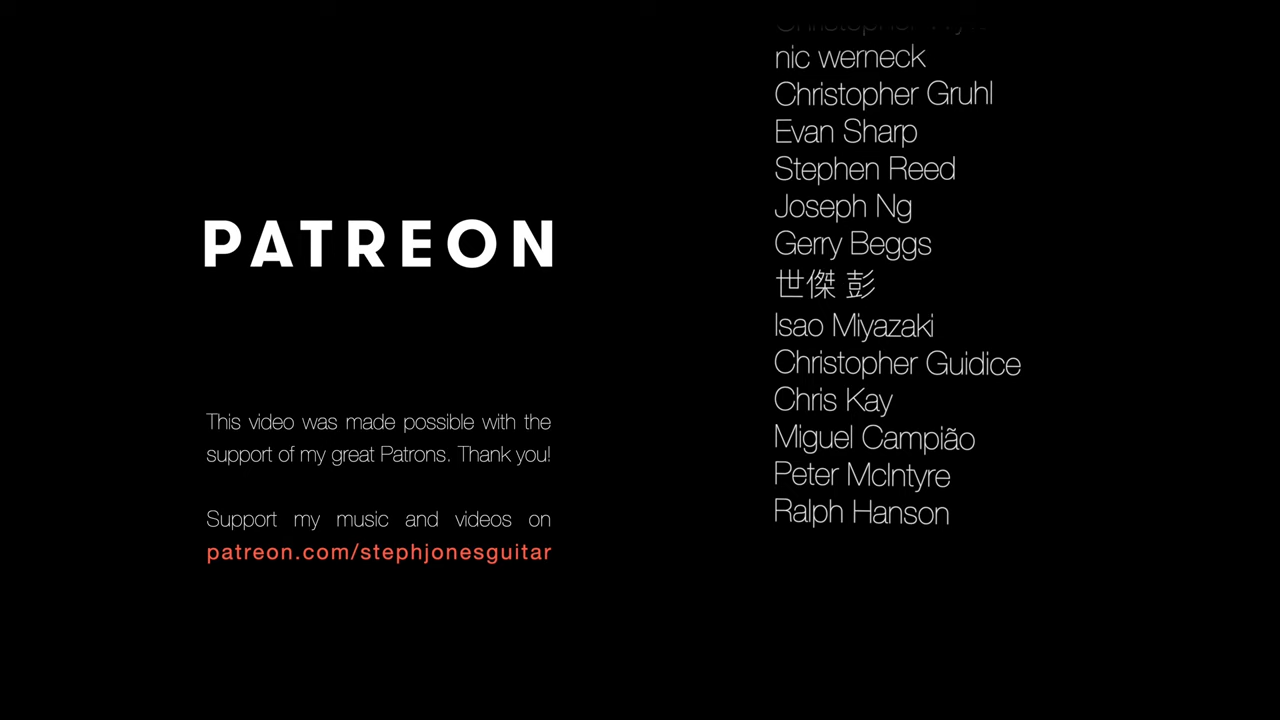 PATREON
This video was made possible with the
support of my great Patrons. Thank you!
Support my music and videos on
patreon.com/stephjonesguitar
Christopher
nic werneck
Christopher Gruhl
Evan Sharp
Stephen Reed
Joseph Ng
Gerry Beggs
世傑 彭
Isao Miyazaki
Christopher Guidice
Chris Kay
Miguel Campião
Peter McIntyre
Ralph Hanson